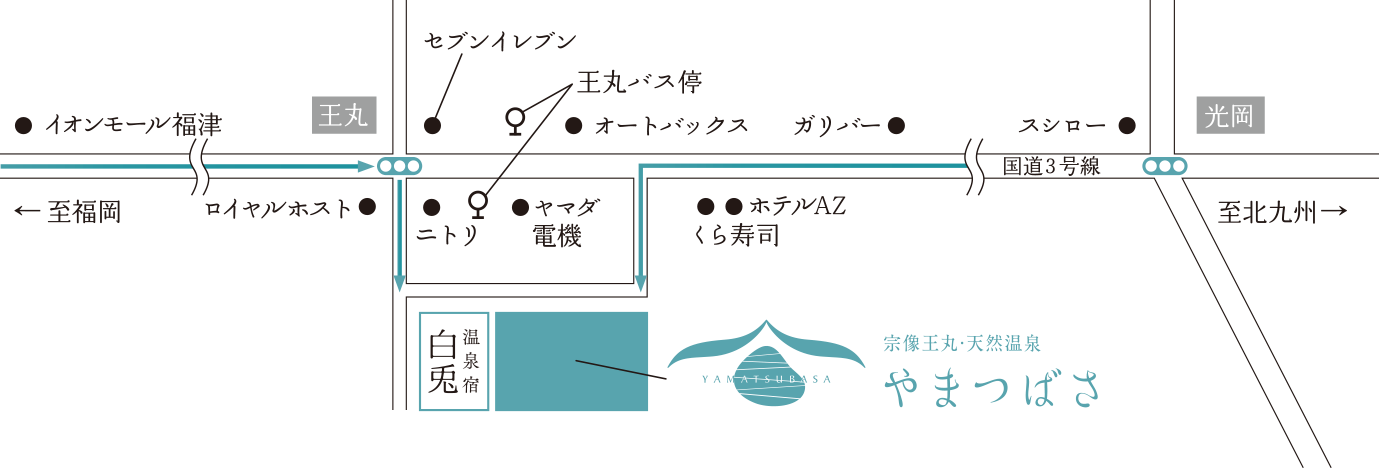 セブンイレブン
王丸バス停
イオンモール福津
王丸
オートバックス
ガリバー
スシロー
光岡
国道3号線
←至福岡
ロイヤルホスト
ニトリ
ヤマダ
電機
ホテルAZ
くら寿司
至北九州→
温泉宿
白兎
YAMATSUBASA
宗像王丸・天然温泉
やまつばさ